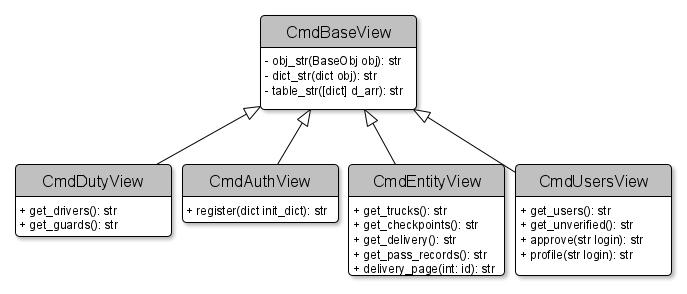 CmdBaseView
- obj_str(BaseObj obj): str
- dict_str(dict obj): str
- table_str([dict] d_arr): str
CmdDutyView
+ get_drivers(): str
+ get_guards(): str
CmdAuthView
+ register(dict init_dict): str
CmdEntityView
+ get_trucks(): str
+ get_checkpoints(): str
+ get_delivery(): str
+ get_pass_records(): str
+ delivery_page(int: id): str
CmdUsersView
+ get_users(): str
+ get_unverified(): str
+ approve(str login): str
+ profile(str login): str